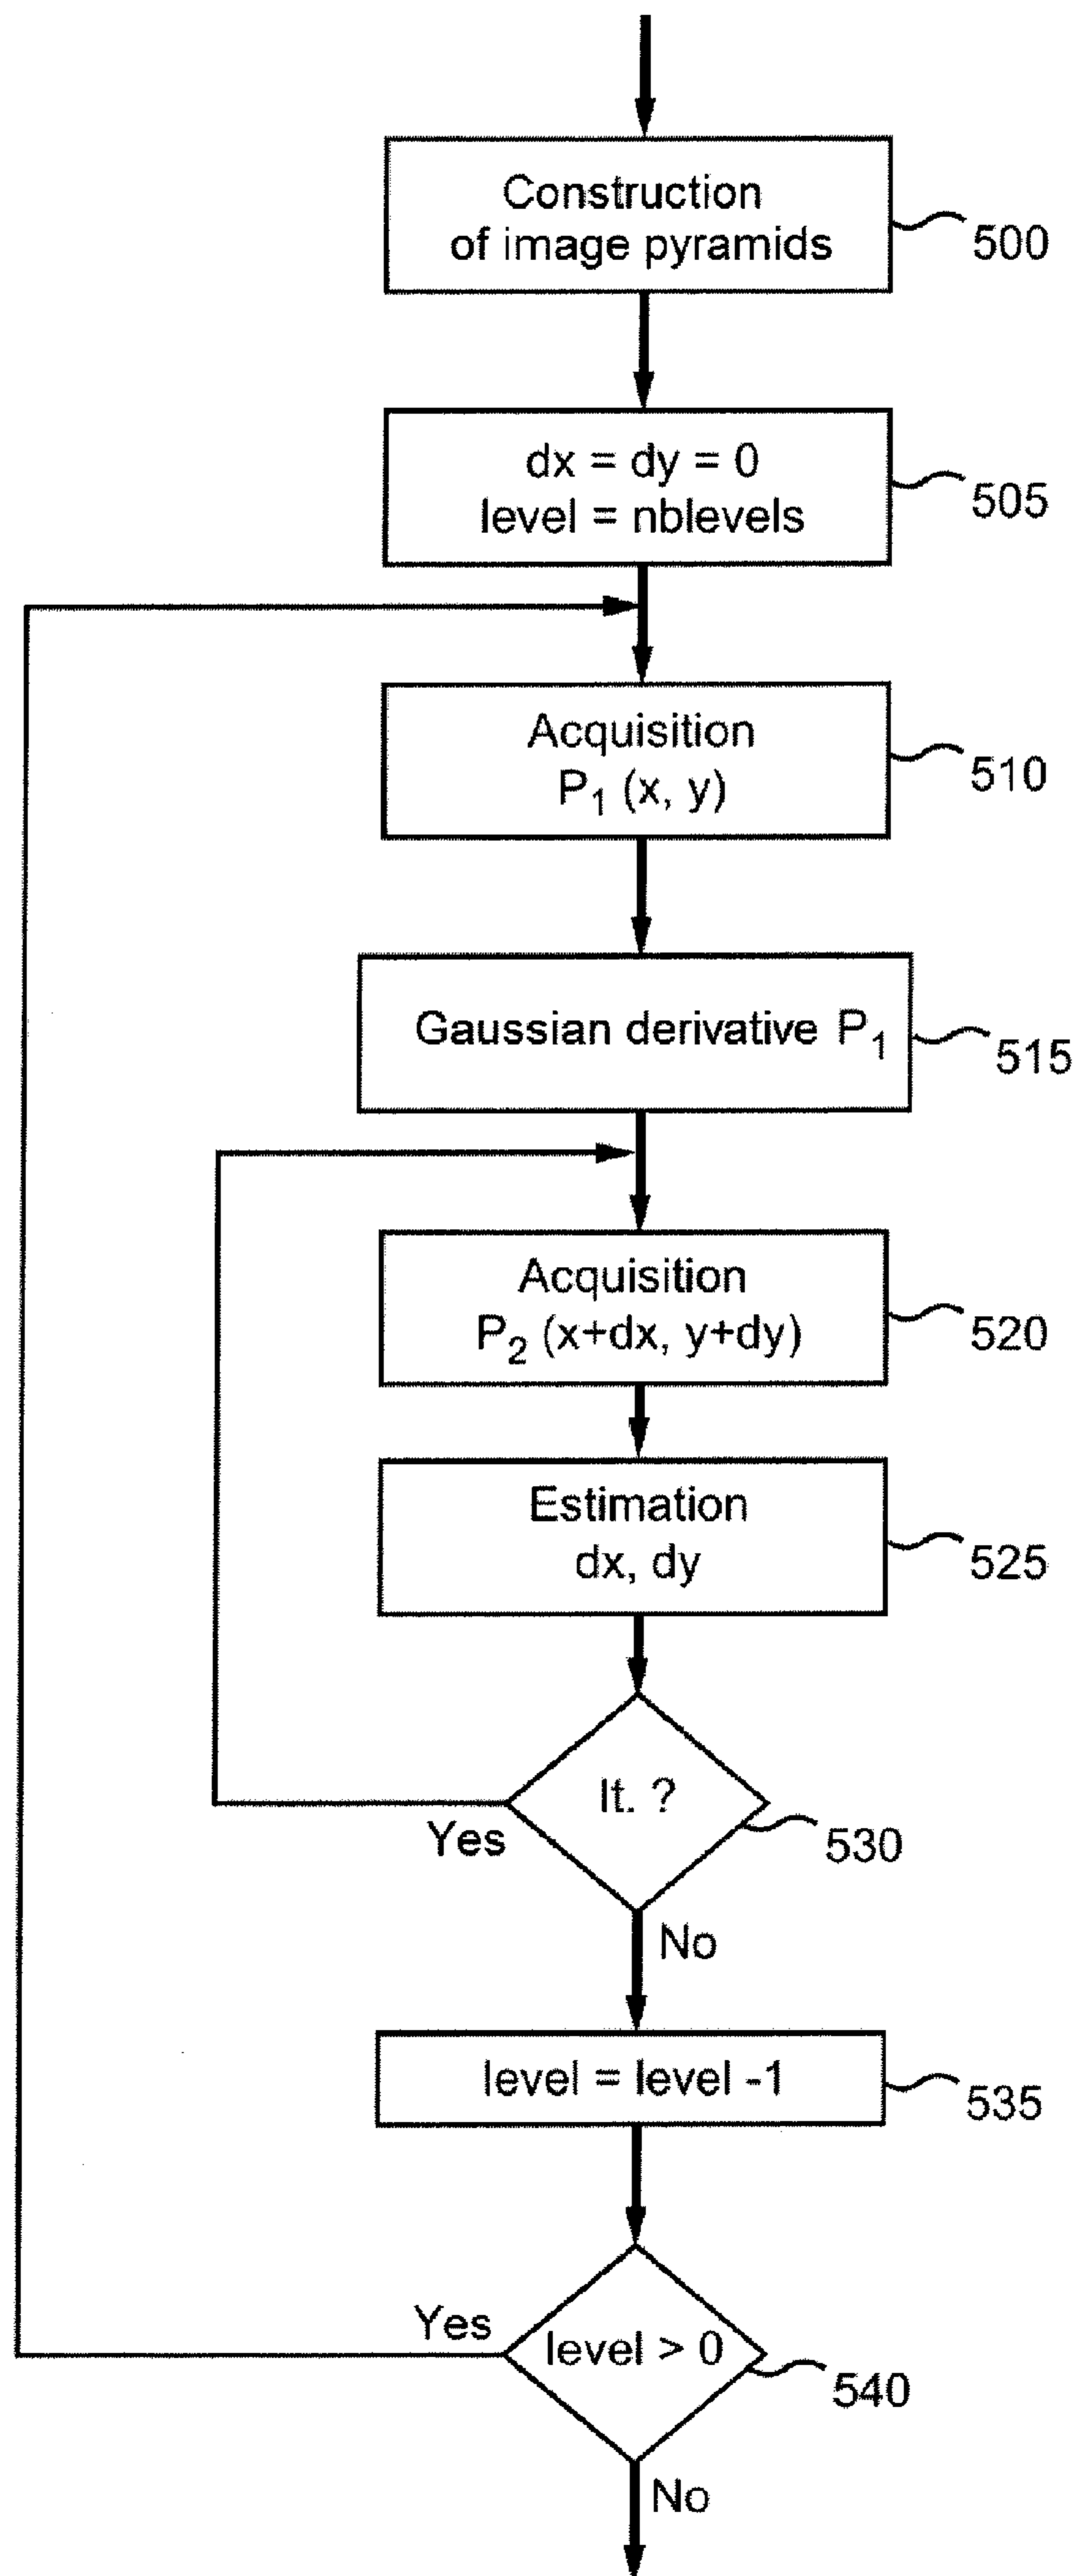 Construction
of image pyramids
500
dx = dy = 0
level = nblevels
505
Acquisition
P₁ (x, y)
510
Gaussian derivative P₁
515
Acquisition
P₂ (x+dx, y+dy)
520
Estimation
dx, dy
525
It. ?
Yes
530
No
level = level -1
535
Yes
level > 0
540
No